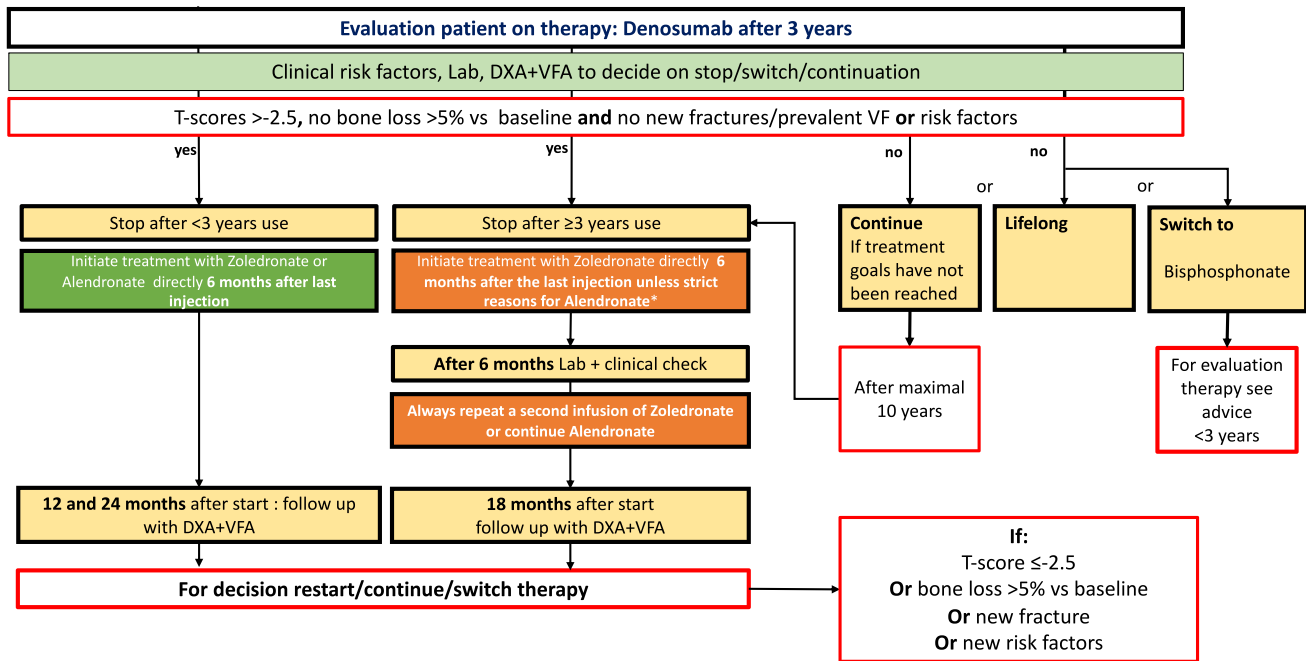 Evaluation patient on therapy: Denosumab after 3 years
Clinical risk factors, Lab, DXA+VFA to decide on stop/switch/continuation
T-scores >-2.5, no bone loss >5% vs  baseline and no new fractures/prevalent VF or risk factors
yes
yes
no
no
or
or
Stop after <3 years use
Initiate treatment with Zoledronate or
Alendronate  directly 6 months after last
injection
Stop after ≥3 years use
Initiate treatment with Zoledronate directly  6
months after the last injection unless strict
reasons for Alendronate*
Continue
If treatment
goals have not
been reached
Lifelong
Switch to
Bisphosphonate
After 6 months Lab + clinical check
Always repeat a second infusion of Zoledronate
or continue Alendronate
After maximal
10 years
For evaluation
therapy see
advice
<3 years
12 and 24 months after start : follow up
with DXA+VFA
18 months after start
follow up with DXA+VFA
For decision restart/continue/switch therapy
If:
T-score ≤-2.5
Or bone loss >5% vs baseline
Or new fracture
Or new risk factors